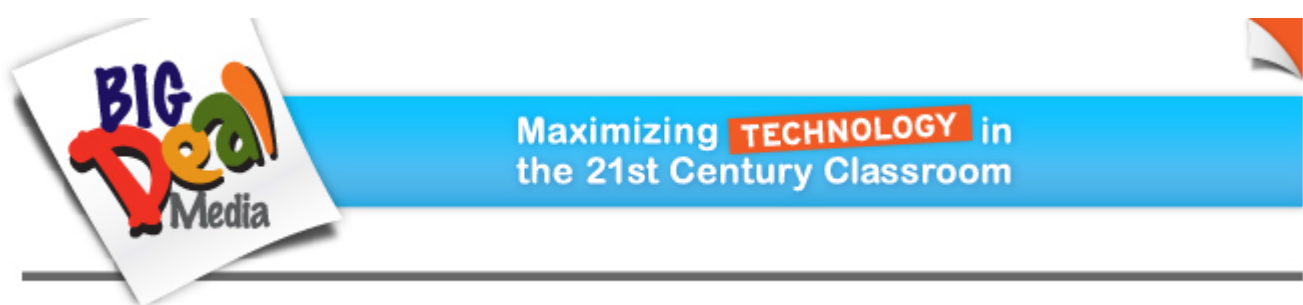 BIG
Deal
Media
Maximizing TECHNOLOGY in
the 21st Century Classroom